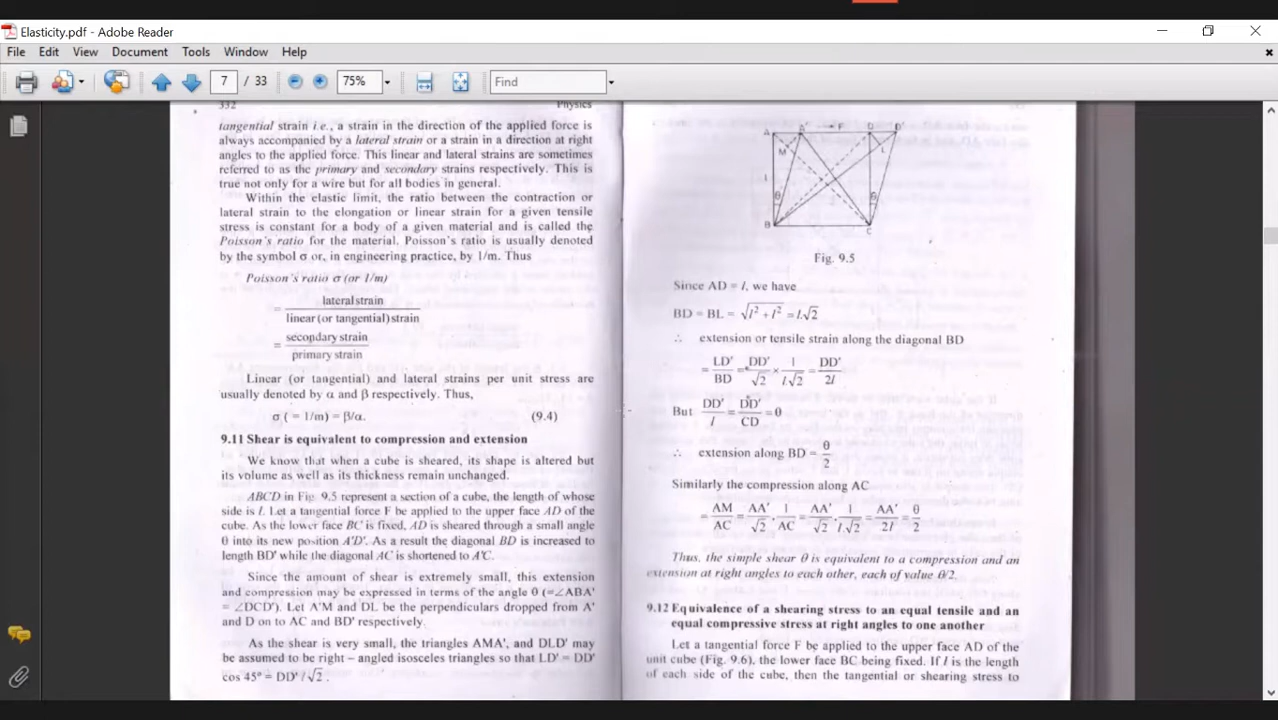 Elasticity.pdf - Adobe Reader
File Edit View Document Tools Window Help
7 / 33 75% Find
332 Physics
tangential strain i.e., a strain in the direction of the applied force is
always accompanied by a lateral strain or a strain in a direction at right
angles to the applied force. This linear and lateral strains are sometimes
referred to as the primary and secondary strains respectively. This is
true not only for a wire but for all bodies in general.
Within the elastic limit, the ratio between the contraction or
lateral strain to the elongation or linear strain for a given tensile
stress is constant for a body of a given material and is called the
Poisson's ratio for the material. Poisson's ratio is usually denoted
by the symbol σ or, in engineering practice, by 1/m. Thus
Poisson's ratio σ (or 1/m)
= lateral strain / linear (or tangential) strain
= secondary strain / primary strain
Linear (or tangential) and lateral strains per unit stress are
usually denoted by α and β respectively. Thus,
σ ( = 1/m) = β/α. (9.4)
9.11 Shear is equivalent to compression and extension
We know that when a cube is sheared, its shape is altered but
its volume as well as its thickness remain unchanged.
ABCD in Fig 9.5 represent a section of a cube, the length of whose
side is l. Let a tangential force F be applied to the upper face AD of the
cube. As the lower face BC is fixed, AD is sheared through a small angle
θ into its new position A'D'. As a result the diagonal BD is increased to
length BD' while the diagonal AC is shortened to A'C.
Since the amount of shear is extremely small, this extension
and compression may be expressed in terms of the angle θ (=∠ABA'
= ∠DCD'). Let A'M and DL be the perpendiculars dropped from A'
and D on to AC and BD' respectively.
As the shear is very small, the triangles AMA', and DLD' may
be assumed to be right – angled isosceles triangles so that LD' = DD'
cos 45° = DD' / √2 .
A A' F D D'
M L
l θ θ
B C
Fig. 9.5
Since AD = l, we have
BD = BL = √l² + l² = l.√2
∴ extension or tensile strain along the diagonal BD
= LD'/BD = DD'/√2 × 1/l√2 = DD'/2l
But DD'/l = DD'/CD = θ
∴ extension along BD = θ/2
Similarly the compression along AC
= AM/AC = AA'/√2 . 1/AC = AA'/√2 . 1/l√2 = AA'/2l = θ/2
Thus, the simple shear θ is equivalent to a compression and an
extension at right angles to each other, each of value θ/2.
9.12 Equivalence of a shearing stress to an equal tensile and an
equal compressive stress at right angles to one another
Let a tangential force F be applied to the upper face AD of the
unit cube (Fig. 9.6), the lower face BC being fixed. If l is the length
of each side of the cube, then the tangential or shearing stress to